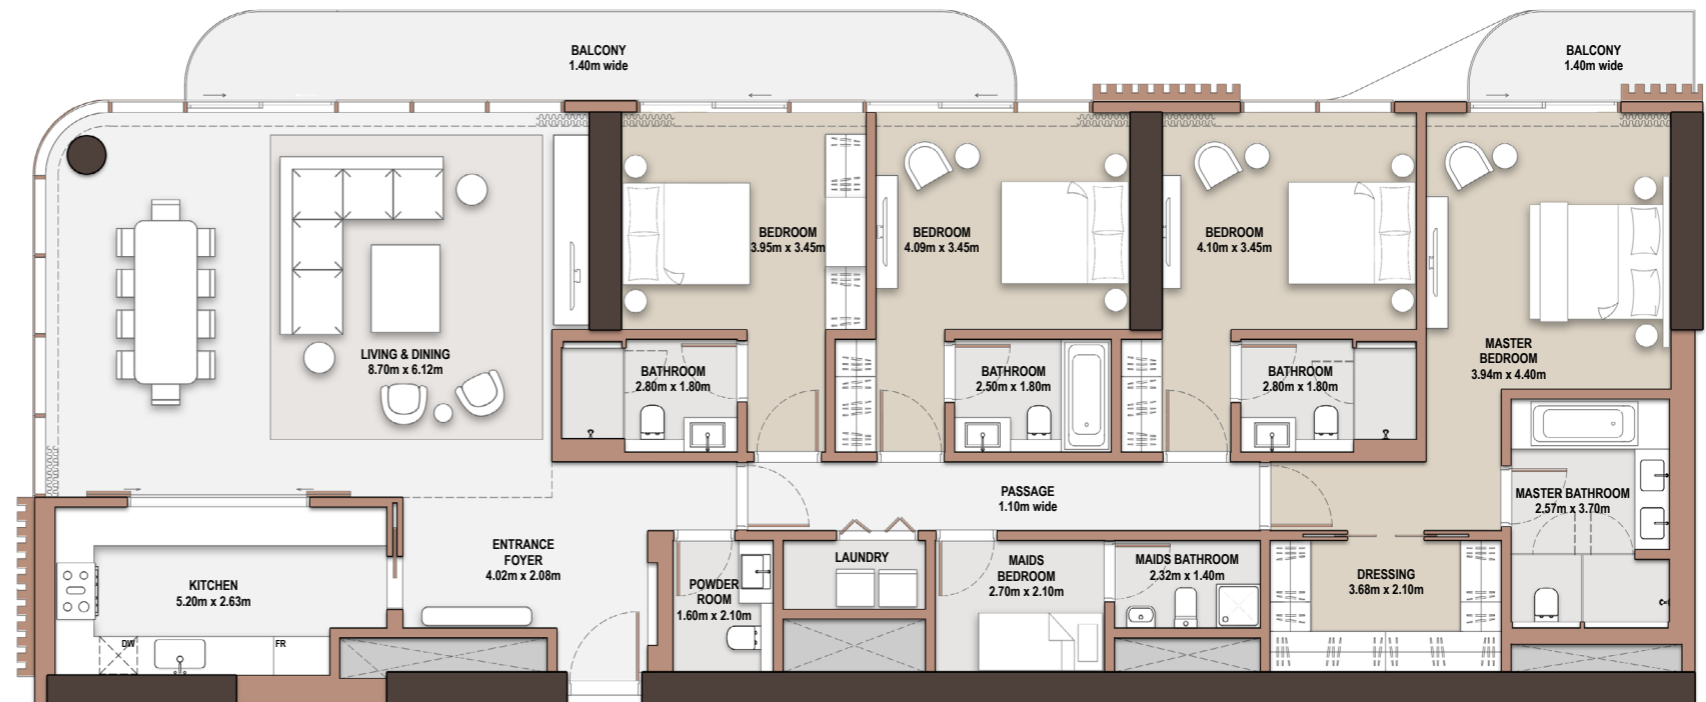 BALCONY
1.40m wide
BALCONY
1.40m wide
BEDROOM
3.95m x 3.45m
BEDROOM
4.09m x 3.45m
BEDROOM
4.10m x 3.45m
LIVING & DINING
8.70m x 6.12m
MASTER
BEDROOM
3.94m x 4.40m
BATHROOM
2.80m x 1.80m
BATHROOM
2.50m x 1.80m
BATHROOM
2.80m x 1.80m
PASSAGE
1.10m wide
MASTER BATHROOM
2.57m x 3.70m
ENTRANCE
FOYER
4.02m x 2.08m
KITCHEN
5.20m x 2.63m
POWDER
ROOM
1.60m x 2.10m
LAUNDRY
MAIDS
BEDROOM
2.70m x 2.10m
MAIDS BATHROOM
2.32m x 1.40m
DRESSING
3.68m x 2.10m
DW
FR